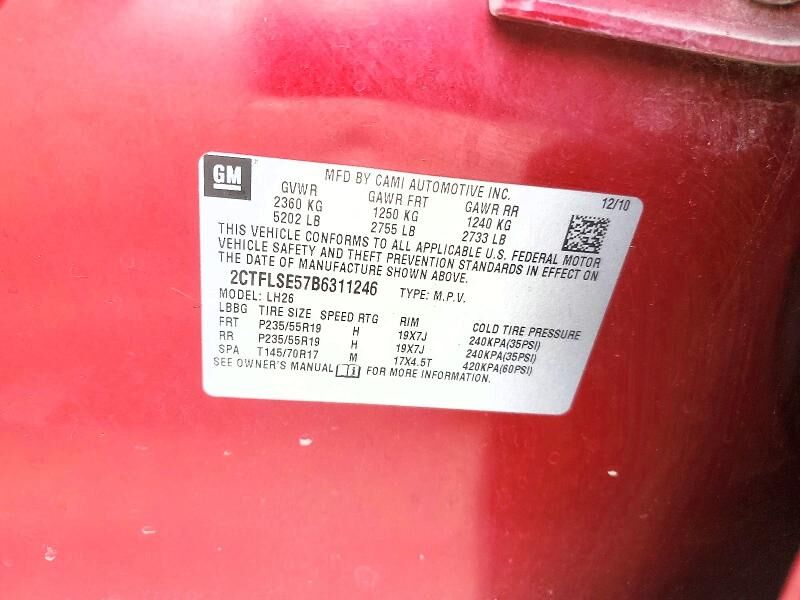 GM
MFD BY CAMI AUTOMOTIVE INC.
12/10
GVWR GAWR FRT GAWR RR
2360 KG 1250 KG 1240 KG
5202 LB 2755 LB 2733 LB
THIS VEHICLE CONFORMS TO ALL APPLICABLE U.S. FEDERAL MOTOR
VEHICLE SAFETY AND THEFT PREVENTION STANDARDS IN EFFECT ON
THE DATE OF MANUFACTURE SHOWN ABOVE.
2CTFLSE57B6311246 TYPE: M.P.V.
MODEL: LH26
LBBG TIRE SIZE SPEED RTG RIM COLD TIRE PRESSURE
FRT P235/55R19 H 19X7J 240KPA(35PSI)
RR P235/55R19 H 19X7J 240KPA(35PSI)
SPA T145/70R17 M 17X4.5T 420KPA(60PSI)
SEE OWNER'S MANUAL FOR MORE INFORMATION.